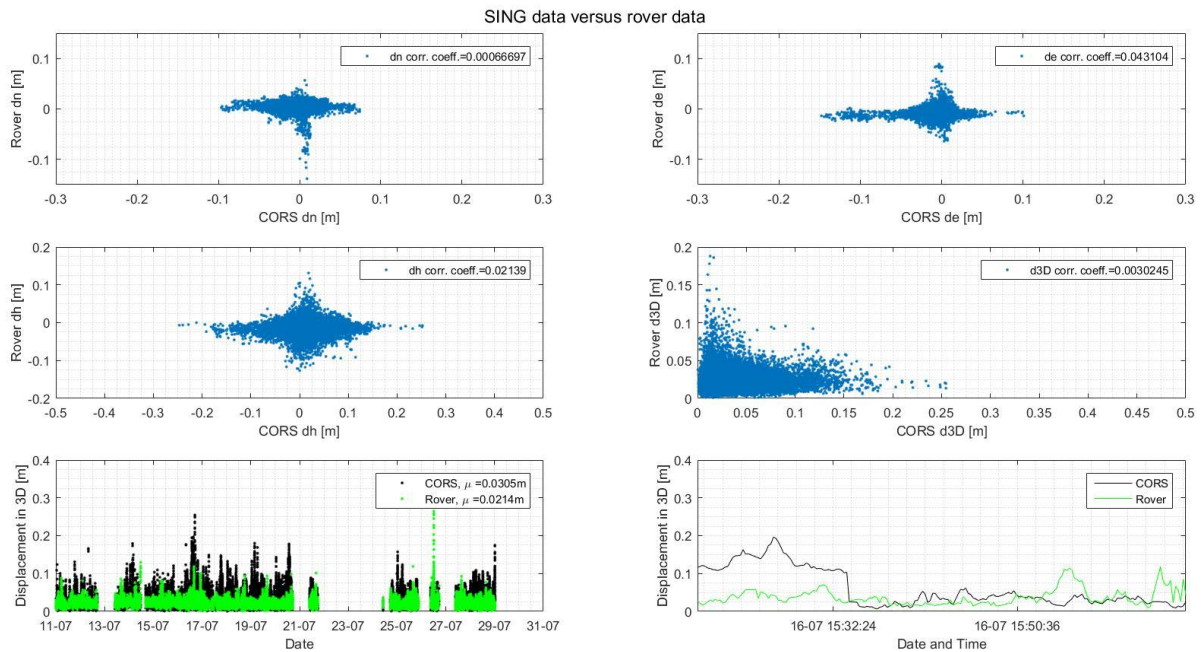 SING data versus rover data
dn corr. coeff.=0.00066697
0.1
0
-0.1
Rover dn [m]
-0.3 -0.2 -0.1 0 0.1 0.2 0.3
CORS dn [m]
de corr. coeff.=0.043104
0.1
0
-0.1
Rover de [m]
-0.3 -0.2 -0.1 0 0.1 0.2 0.3
CORS de [m]
dh corr. coeff.=0.02139
0.2
0.1
0
-0.1
-0.2
Rover dh [m]
-0.5 -0.4 -0.3 -0.2 -0.1 0 0.1 0.2 0.3 0.4 0.5
CORS dh [m]
d3D corr. coeff.=0.0030245
0.2
0.15
0.1
0.05
0
Rover d3D [m]
0 0.05 0.1 0.15 0.2 0.25 0.3 0.35 0.4 0.45 0.5
CORS d3D [m]
CORS, μ =0.0305m
Rover, μ =0.0214m
0.4
0.3
0.2
0.1
0
Displacement in 3D [m]
11-07 13-07 15-07 17-07 19-07 21-07 23-07 25-07 27-07 29-07 31-07
Date
CORS
Rover
0.4
0.3
0.2
0.1
0
Displacement in 3D [m]
16-07 15:32:24 16-07 15:50:36
Date and Time